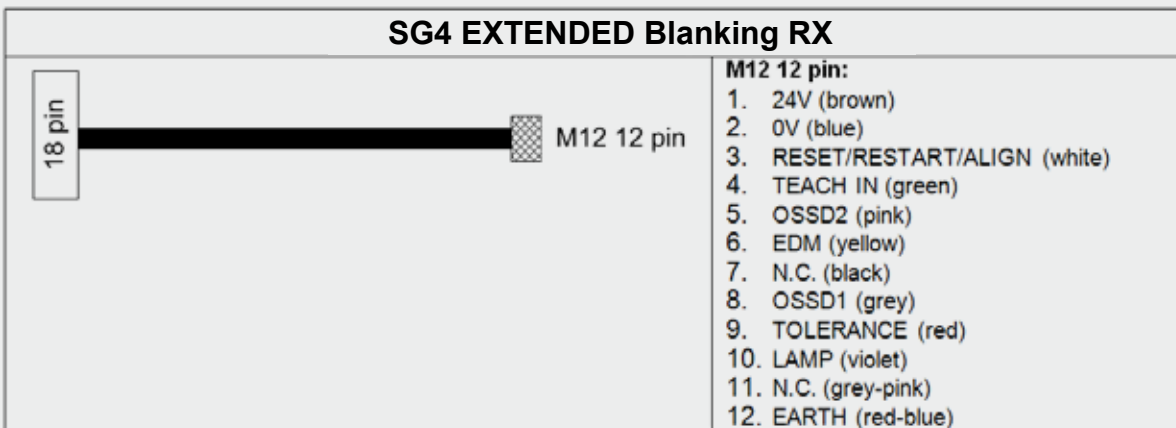 SG4 EXTENDED Blanking RX
18 pin
M12 12 pin
M12 12 pin:
1. 24V (brown)
2. 0V (blue)
3. RESET/RESTART/ALIGN (white)
4. TEACH IN (green)
5. OSSD2 (pink)
6. EDM (yellow)
7. N.C. (black)
8. OSSD1 (grey)
9. TOLERANCE (red)
10. LAMP (violet)
11. N.C. (grey-pink)
12. EARTH (red-blue)